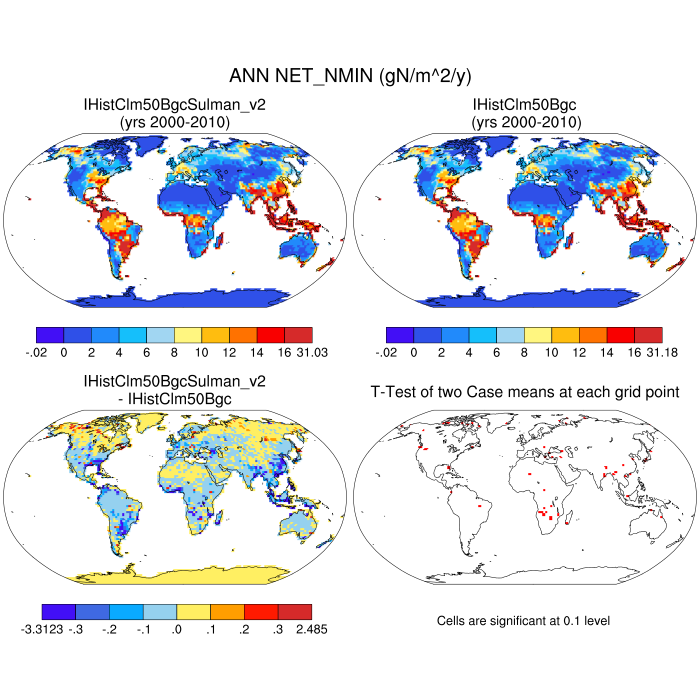 ANN NET_NMIN (gN/m^2/y)
IHistClm50BgcSulman_v2
(yrs 2000-2010)
IHistClm50Bgc
(yrs 2000-2010)
-.02 0 2 4 6 8 10 12 14 16 31.03
-.02 0 2 4 6 8 10 12 14 16 31.18
IHistClm50BgcSulman_v2
- IHistClm50Bgc
T-Test of two Case means at each grid point
-3.3123 -.3 -.2 -.1 .0 .1 .2 .3 2.485
Cells are significant at 0.1 level